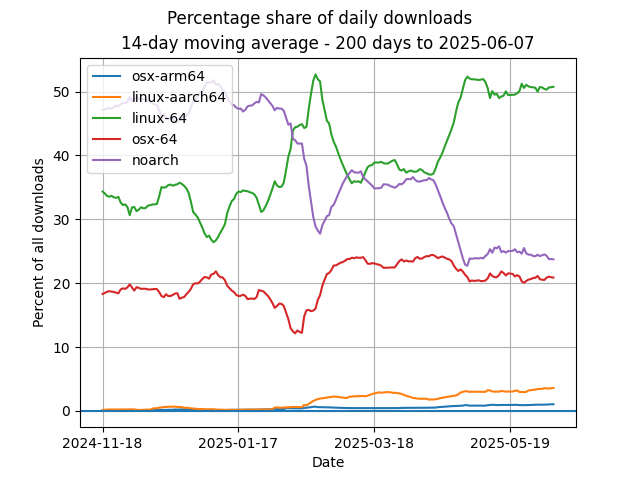 Percentage share of daily downloads
14-day moving average - 200 days to 2025-06-07
osx-arm64
linux-aarch64
linux-64
osx-64
noarch
Percent of all downloads
50
40
30
20
10
0
2024-11-18
2025-01-17
2025-03-18
2025-05-19
Date